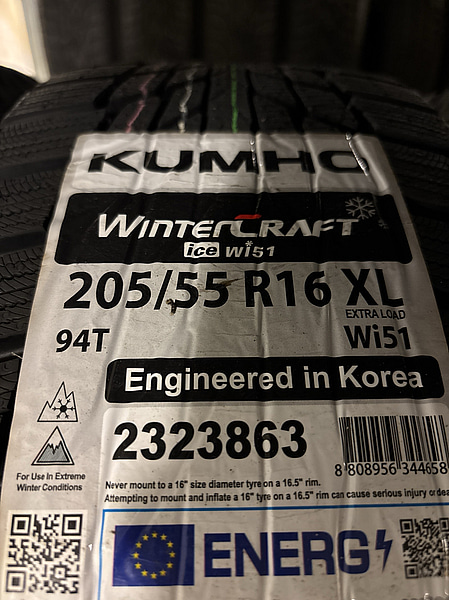 KUMHO
WINTERCRAFT
ice wi51
205/55 R16 XL
EXTRA LOAD
94T
Wi51
Engineered in Korea
2323863
8 808956 344658
For Use In Extreme
Winter Conditions
Never mount to a 16" size diameter tyre on a 16.5" rim.
Attempting to mount and inflate a 16" tyre on a 16.5" rim can cause serious injury or
ENERG